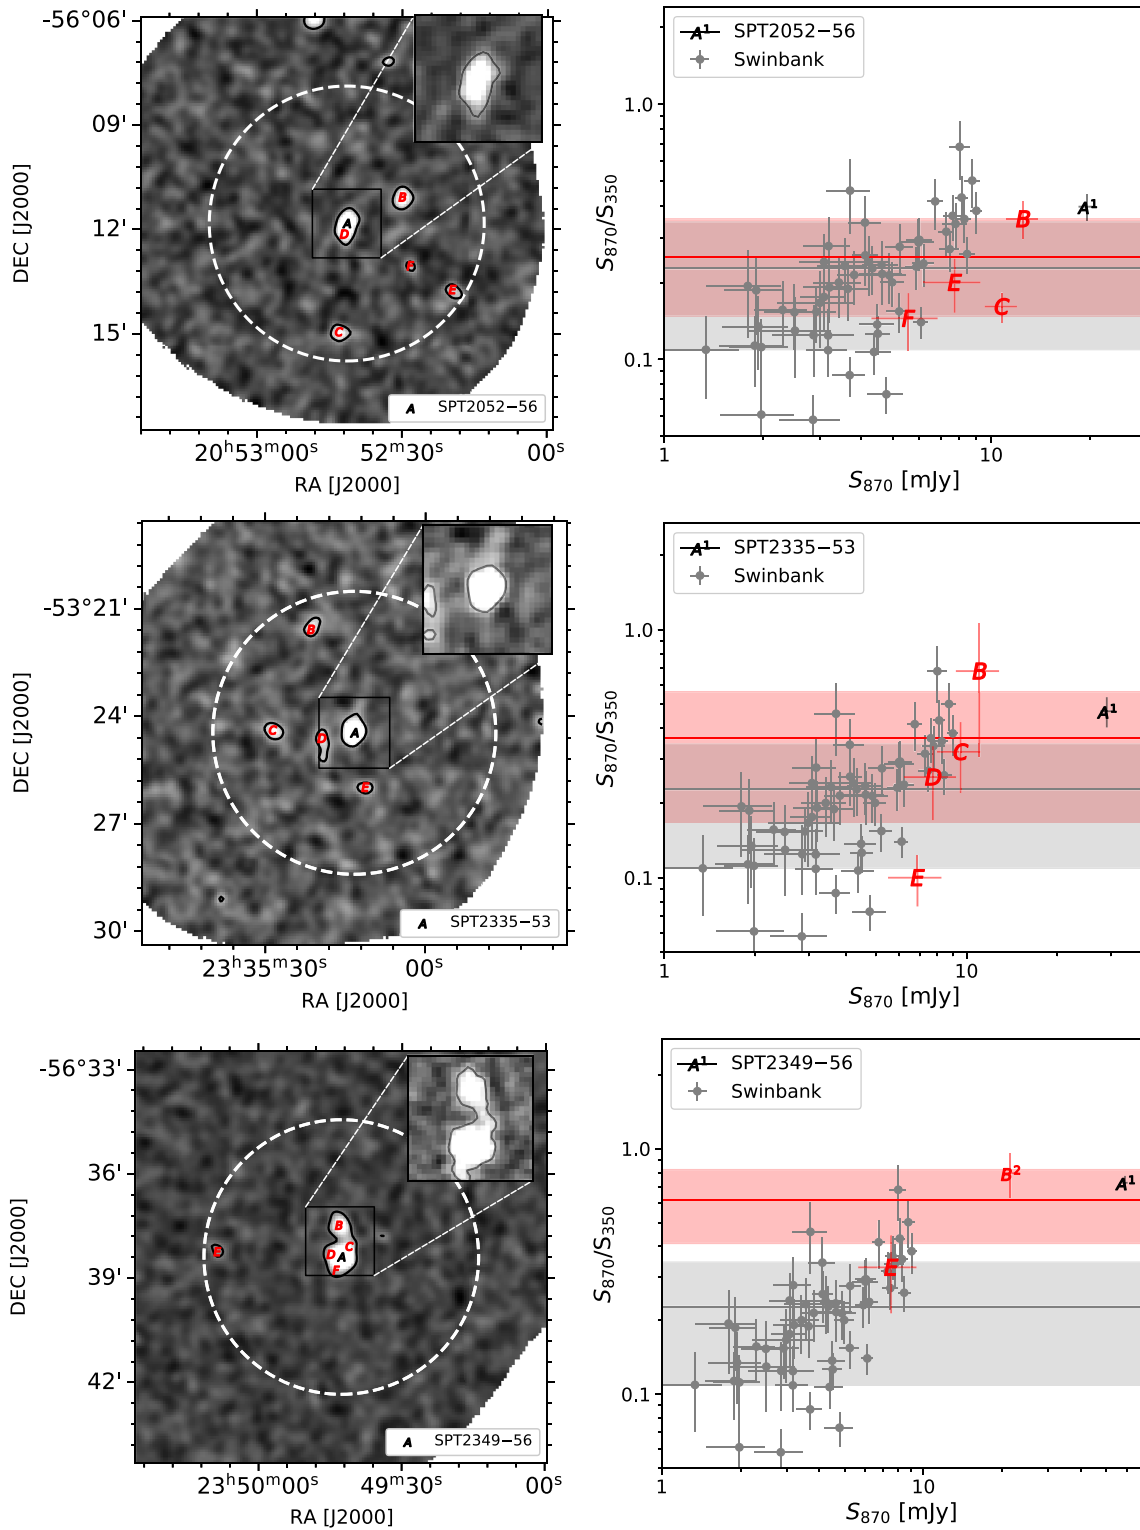 -56°06'
09'
12'
15'
DEC [J2000]
A
B
C
D
E
F
A SPT2052−56
20ʰ53ᵐ00ˢ 52ᵐ30ˢ 00ˢ
RA [J2000]
A¹ SPT2052−56
Swinbank
1.0
0.1
S₈₇₀/S₃₅₀
A¹
B
E
C
F
1 10
S₈₇₀ [mJy]
-53°21'
24'
27'
30'
DEC [J2000]
B
C
D
A
E
A SPT2335−53
23ʰ35ᵐ30ˢ 00ˢ
RA [J2000]
A¹ SPT2335−53
Swinbank
1.0
0.1
S₈₇₀/S₃₅₀
B
A¹
C
D
E
1 10
S₈₇₀ [mJy]
-56°33'
36'
39'
42'
DEC [J2000]
B
C
D
A
F
E
A SPT2349−56
23ʰ50ᵐ00ˢ 49ᵐ30ˢ 00ˢ
RA [J2000]
A¹ SPT2349−56
Swinbank
1.0
0.1
S₈₇₀/S₃₅₀
B²
A¹
E
1 10
S₈₇₀ [mJy]